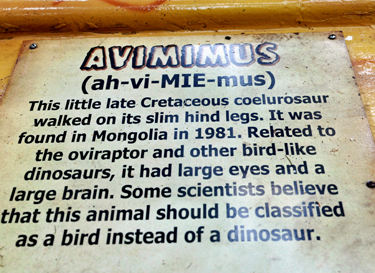 AVIMIMUS
(ah-vi-MIE-mus)
This little late Cretaceous coelurosaur
walked on its slim hind legs. It was
found in Mongolia in 1981. Related to
the oviraptor and other bird-like
dinosaurs, it had large eyes and a
large brain. Some scientists believe
that this animal should be classified
as a bird instead of a dinosaur.